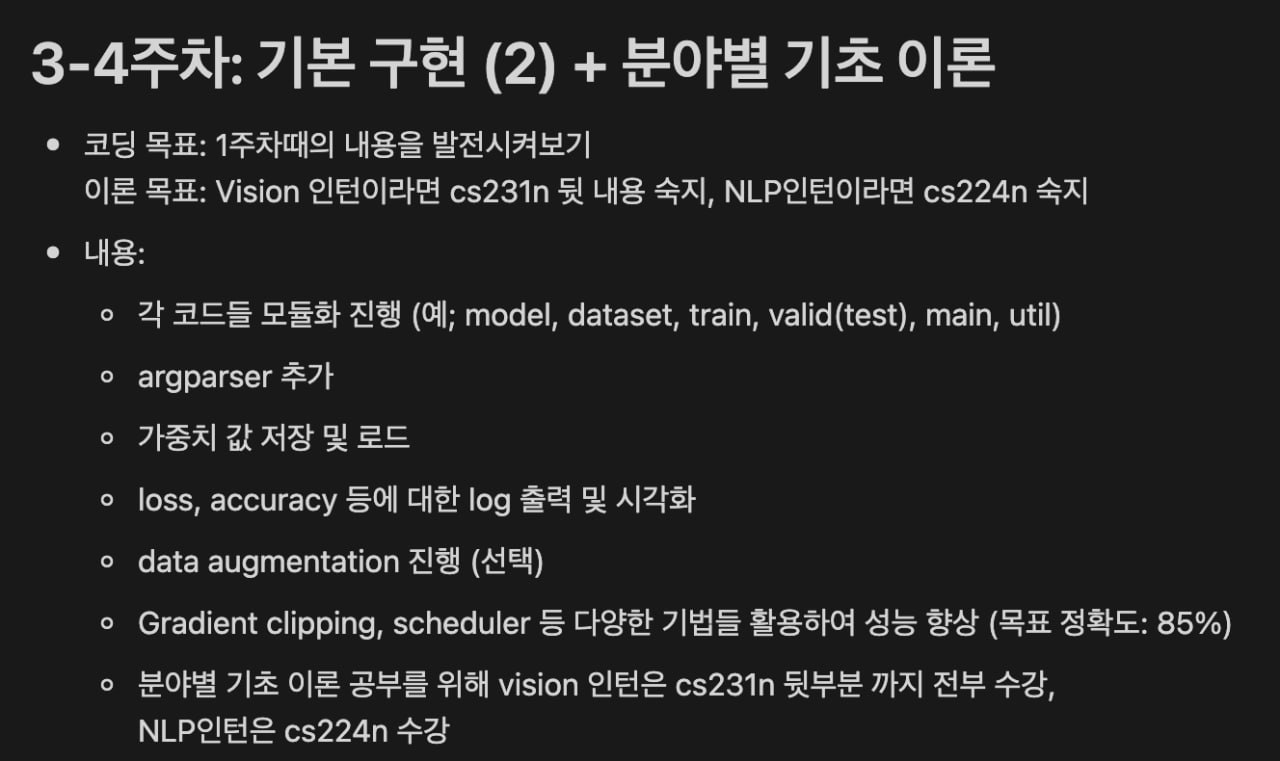 3-4주차: 기본 구현 (2) + 분야별 기초 이론
코딩 목표: 1주차때의 내용을 발전시켜보기
이론 목표: Vision 인턴이라면 cs231n 뒷 내용 숙지, NLP인턴이라면 cs224n 숙지
내용:
각 코드들 모듈화 진행 (예; model, dataset, train, valid(test), main, util)
argparser 추가
가중치 값 저장 및 로드
loss, accuracy 등에 대한 log 출력 및 시각화
data augmentation 진행 (선택)
Gradient clipping, scheduler 등 다양한 기법들 활용하여 성능 향상 (목표 정확도: 85%)
분야별 기초 이론 공부를 위해 vision 인턴은 cs231n 뒷부분 까지 전부 수강,
NLP인턴은 cs224n 수강